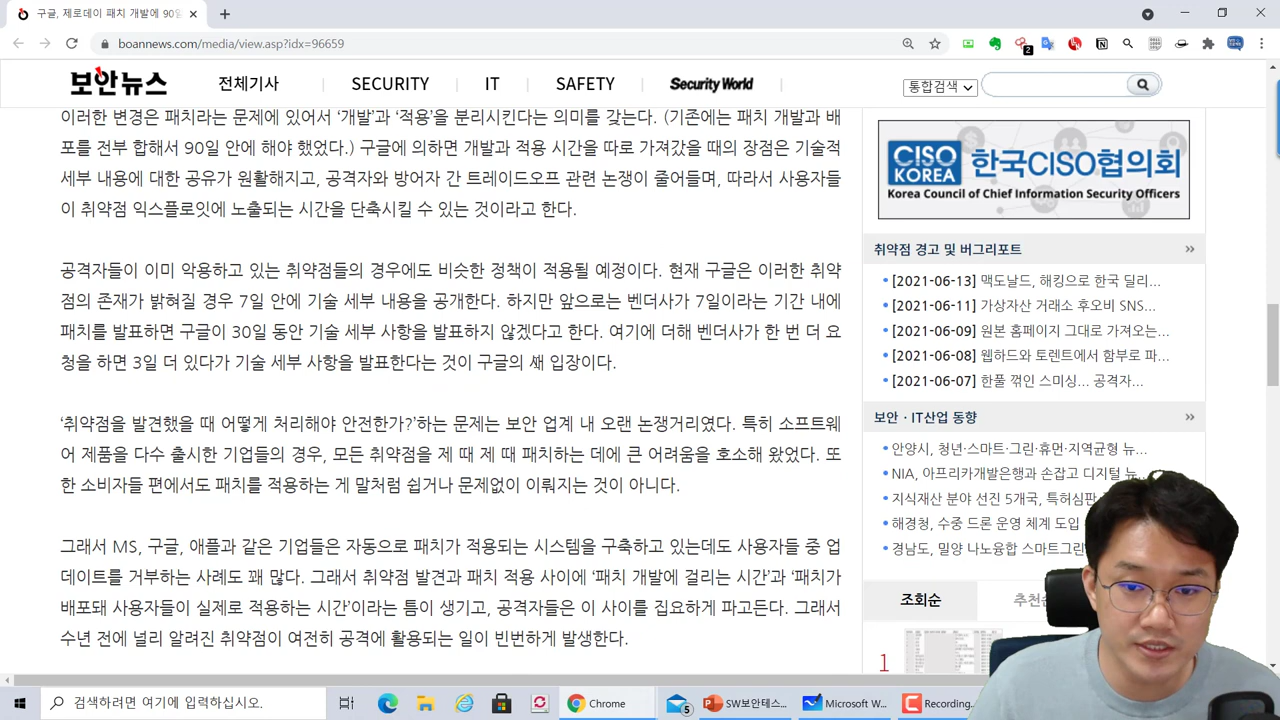 구글, 제로데이 패치 개발에 90일
boannews.com/media/view.asp?idx=96659
2
보안뉴스
전체기사
SECURITY
IT
SAFETY
Security World
통합검색
이러한 변경은 패치라는 문제에 있어서 ‘개발’과 ‘적용’을 분리시킨다는 의미를 갖는다. (기존에는 패치 개발과 배
포를 전부 합해서 90일 안에 해야 했었다.) 구글에 의하면 개발과 적용 시간을 따로 가져갔을 때의 장점은 기술적
세부 내용에 대한 공유가 원활해지고, 공격자와 방어자 간 트레이드오프 관련 논쟁이 줄어들며, 따라서 사용자들
이 취약점 익스플로잇에 노출되는 시간을 단축시킬 수 있는 것이라고 한다.
공격자들이 이미 악용하고 있는 취약점들의 경우에도 비슷한 정책이 적용될 예정이다. 현재 구글은 이러한 취약
점의 존재가 밝혀질 경우 7일 안에 기술 세부 내용을 공개한다. 하지만 앞으로는 벤더사가 7일이라는 기간 내에
패치를 발표하면 구글이 30일 동안 기술 세부 사항을 발표하지 않겠다고 한다. 여기에 더해 벤더사가 한 번 더 요
청을 하면 3일 더 있다가 기술 세부 사항을 발표한다는 것이 구글의 새 입장이다.
‘취약점을 발견했을 때 어떻게 처리해야 안전한가?’하는 문제는 보안 업계 내 오랜 논쟁거리였다. 특히 소프트웨
어 제품을 다수 출시한 기업들의 경우, 모든 취약점을 제 때 제 때 패치하는 데에 큰 어려움을 호소해 왔었다. 또
한 소비자들 편에서도 패치를 적용하는 게 말처럼 쉽거나 문제없이 이뤄지는 것이 아니다.
그래서 MS, 구글, 애플과 같은 기업들은 자동으로 패치가 적용되는 시스템을 구축하고 있는데도 사용자들 중 업
데이트를 거부하는 사례도 꽤 많다. 그래서 취약점 발견과 패치 적용 사이에 ‘패치 개발에 걸리는 시간’과 ‘패치가
배포돼 사용자들이 실제로 적용하는 시간’이라는 틈이 생기고, 공격자들은 이 사이를 집요하게 파고든다. 그래서
수년 전에 널리 알려진 취약점이 여전히 공격에 활용되는 일이 빈번하게 발생한다.
CISO
KOREA
한국CISO협의회
Korea Council of Chief Information Security Officers
취약점 경고 및 버그리포트
[2021-06-13] 맥도날드, 해킹으로 한국 딜리...
[2021-06-11] 가상자산 거래소 후오비 SNS...
[2021-06-09] 원본 홈페이지 그대로 가져오는...
[2021-06-08] 웹하드와 토렌트에서 함부로 파...
[2021-06-07] 한풀 꺾인 스미싱... 공격자...
보안·IT산업 동향
안양시, 청년·스마트·그린·휴먼·지역균형 뉴...
NIA, 아프리카개발은행과 손잡고 디지털 뉴...
지식재산 분야 선진 5개국, 특허심판
해경청, 수중 드론 운영 체계 도입
경남도, 밀양 나노융합 스마트그린
조회순
추천
1
검색하려면 여기에 입력하십시오.
Chrome
5
SW보안테스...
Microsoft W...
Recording...